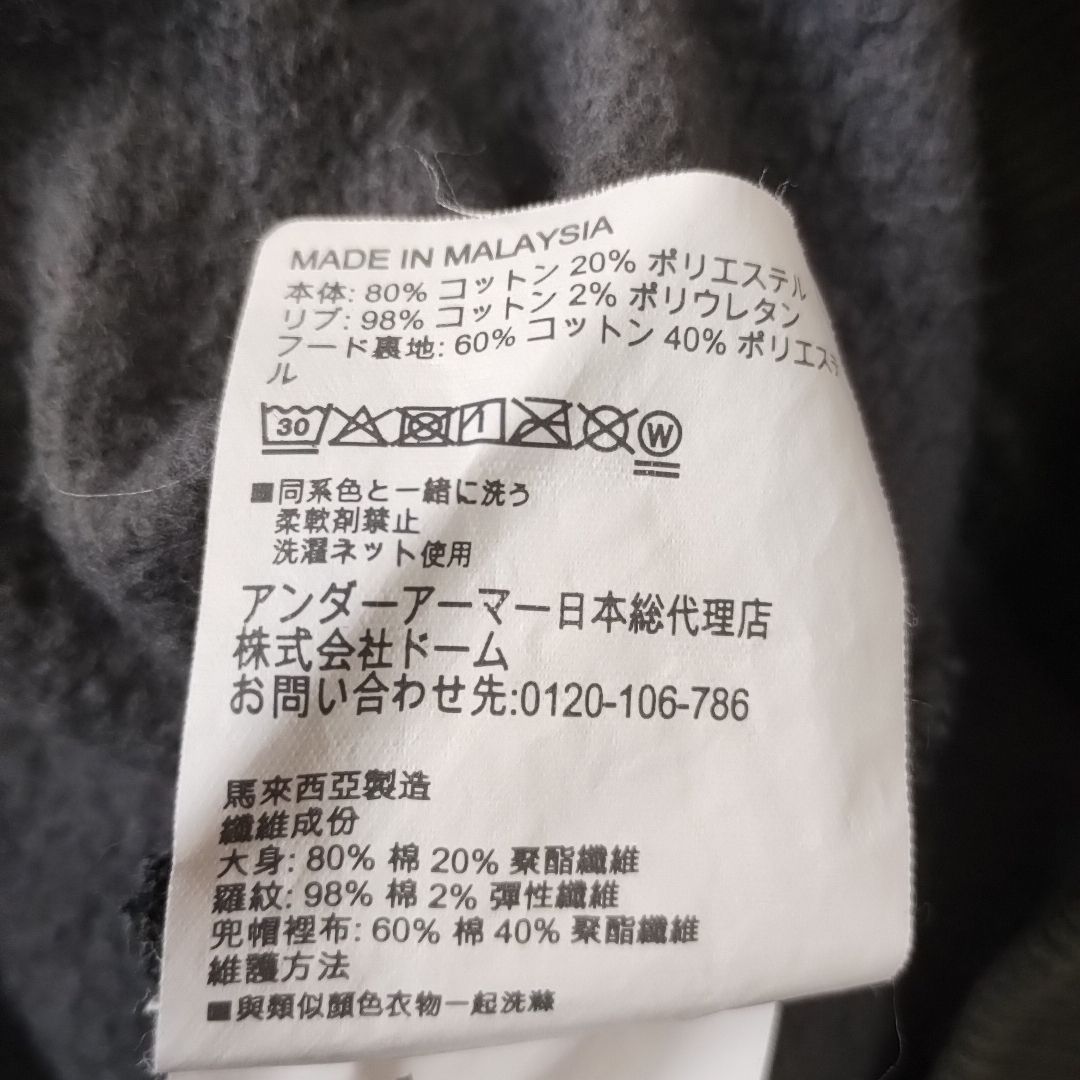 MADE IN MALAYSIA
本体: 80% コットン 20% ポリエステル
リブ: 98% コットン 2% ポリウレタン
フード裏地: 60% コットン 40% ポリエステ
ル
30 W
■同系色と一緒に洗う
柔軟剤禁止
洗濯ネット使用
アンダーアーマー日本総代理店
株式会社ドーム
お問い合わせ先:0120-106-786
馬來西亞製造
纖維成份
大身: 80% 棉 20% 聚酯纖維
羅紋: 98% 棉 2% 彈性纖維
兜帽裡布: 60% 棉 40% 聚酯纖維
維護方法
■與類似顏色衣物一起洗滌